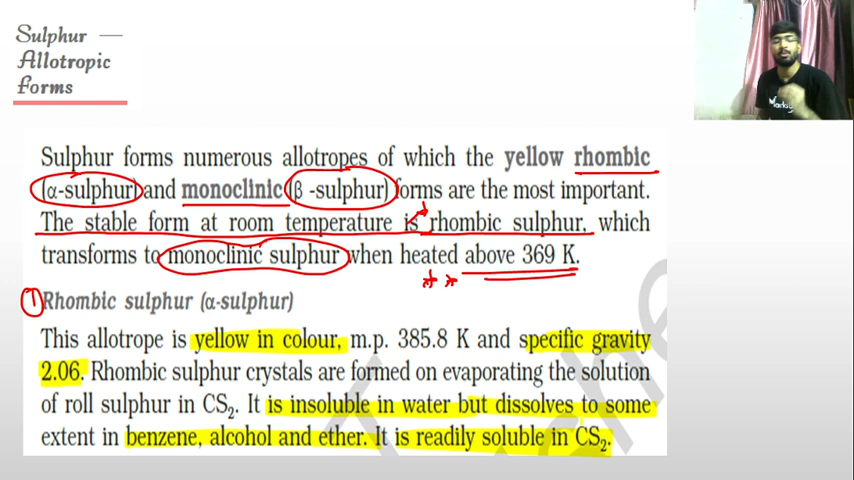 Sulphur —
Allotropic
Forms
Sulphur forms numerous allotropes of which the yellow rhombic
(α-sulphur) and monoclinic (β -sulphur) forms are the most important.
The stable form at room temperature is rhombic sulphur, which
transforms to monoclinic sulphur when heated above 369 K.
1 Rhombic sulphur (α-sulphur)
This allotrope is yellow in colour, m.p. 385.8 K and specific gravity
2.06. Rhombic sulphur crystals are formed on evaporating the solution
of roll sulphur in CS₂. It is insoluble in water but dissolves to some
extent in benzene, alcohol and ether. It is readily soluble in CS₂.